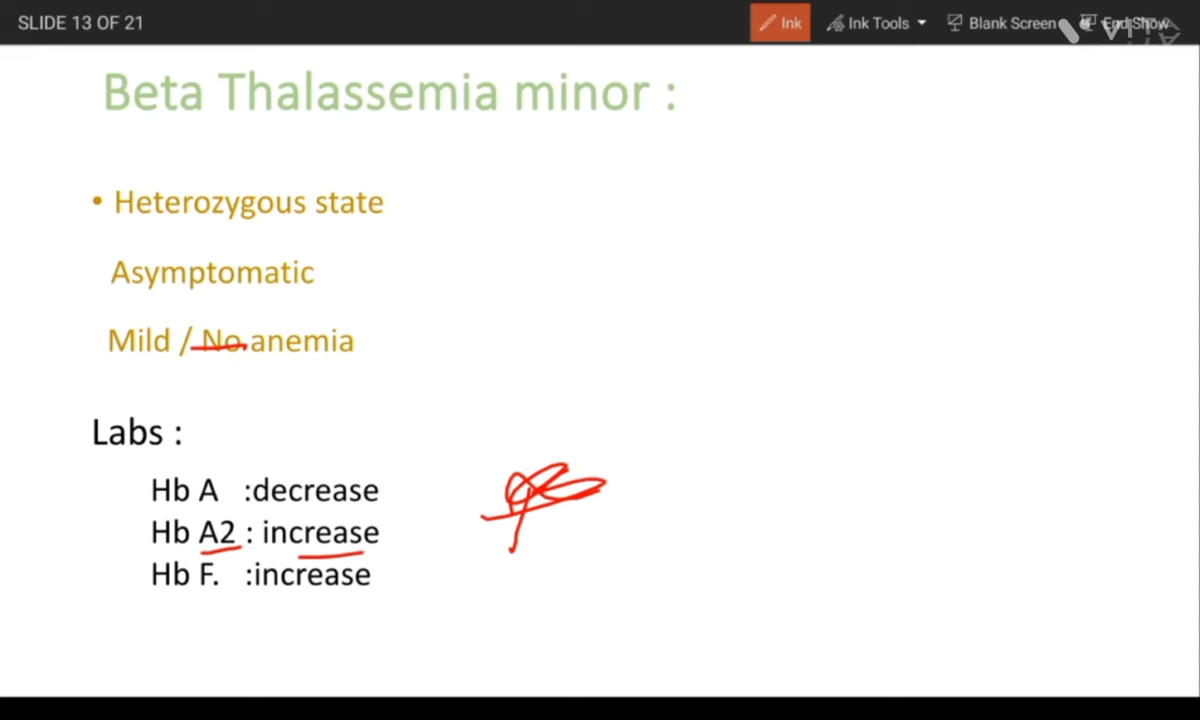 SLIDE 13 OF 21
Ink
Ink Tools
Blank Screen
End Show
VITA
Beta Thalassemia minor :
• Heterozygous state
Asymptomatic
Mild / No anemia
Labs :
Hb A :decrease
Hb A2 : increase
Hb F. :increase